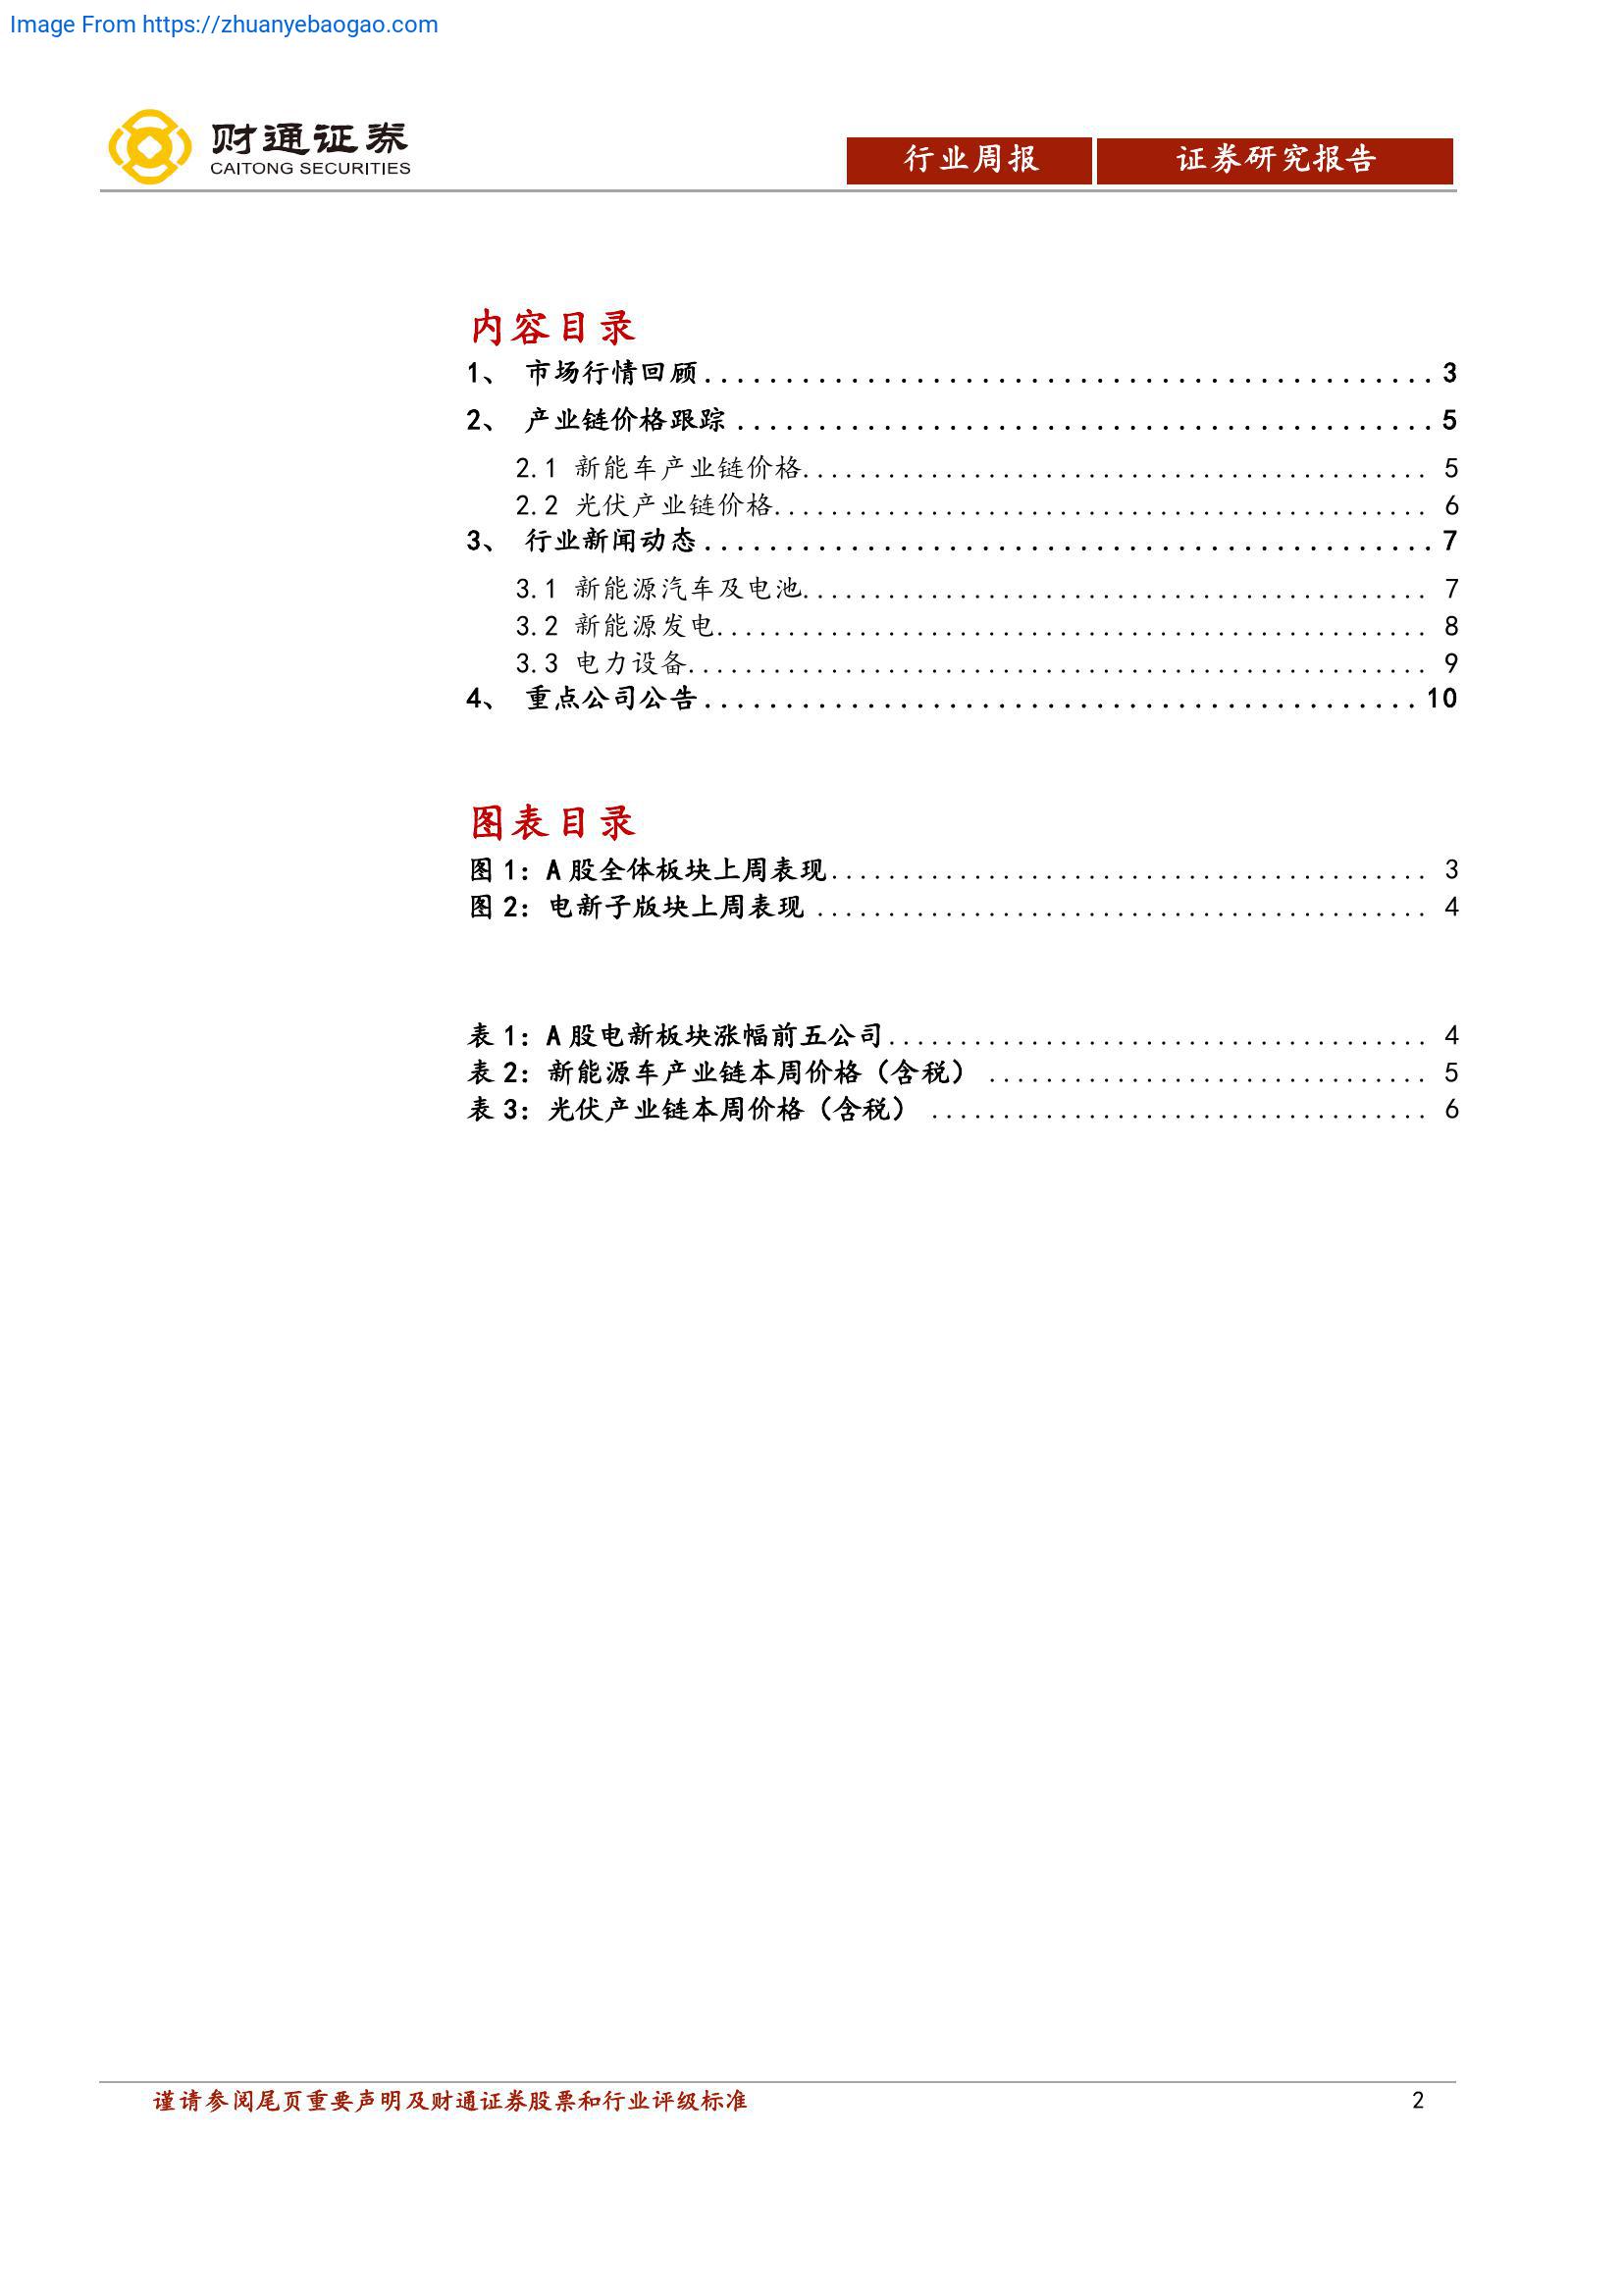 Image From https://zhuanyebaogao.com
财通证券
CAITONG SECURITIES
行业周报 证券研究报告
内容目录
1、 市场行情回顾............................................. 3
2、 产业链价格跟踪........................................... 5
2.1 新能车产业链价格............................................ 5
2.2 光伏产业链价格.............................................. 6
3、 行业新闻动态............................................. 7
3.1 新能源汽车及电池............................................ 7
3.2 新能源发电.................................................. 8
3.3 电力设备.................................................... 9
4、 重点公司公告............................................ 10
图表目录
图 1：A 股全体板块上周表现.......................................... 3
图 2：电新子版块上周表现 ........................................... 4
表 1：A 股电新板块涨幅前五公司...................................... 4
表 2：新能源车产业链本周价格（含税） ............................... 5
表 3：光伏产业链本周价格（含税） ................................... 6
谨请参阅尾页重要声明及财通证券股票和行业评级标准 2